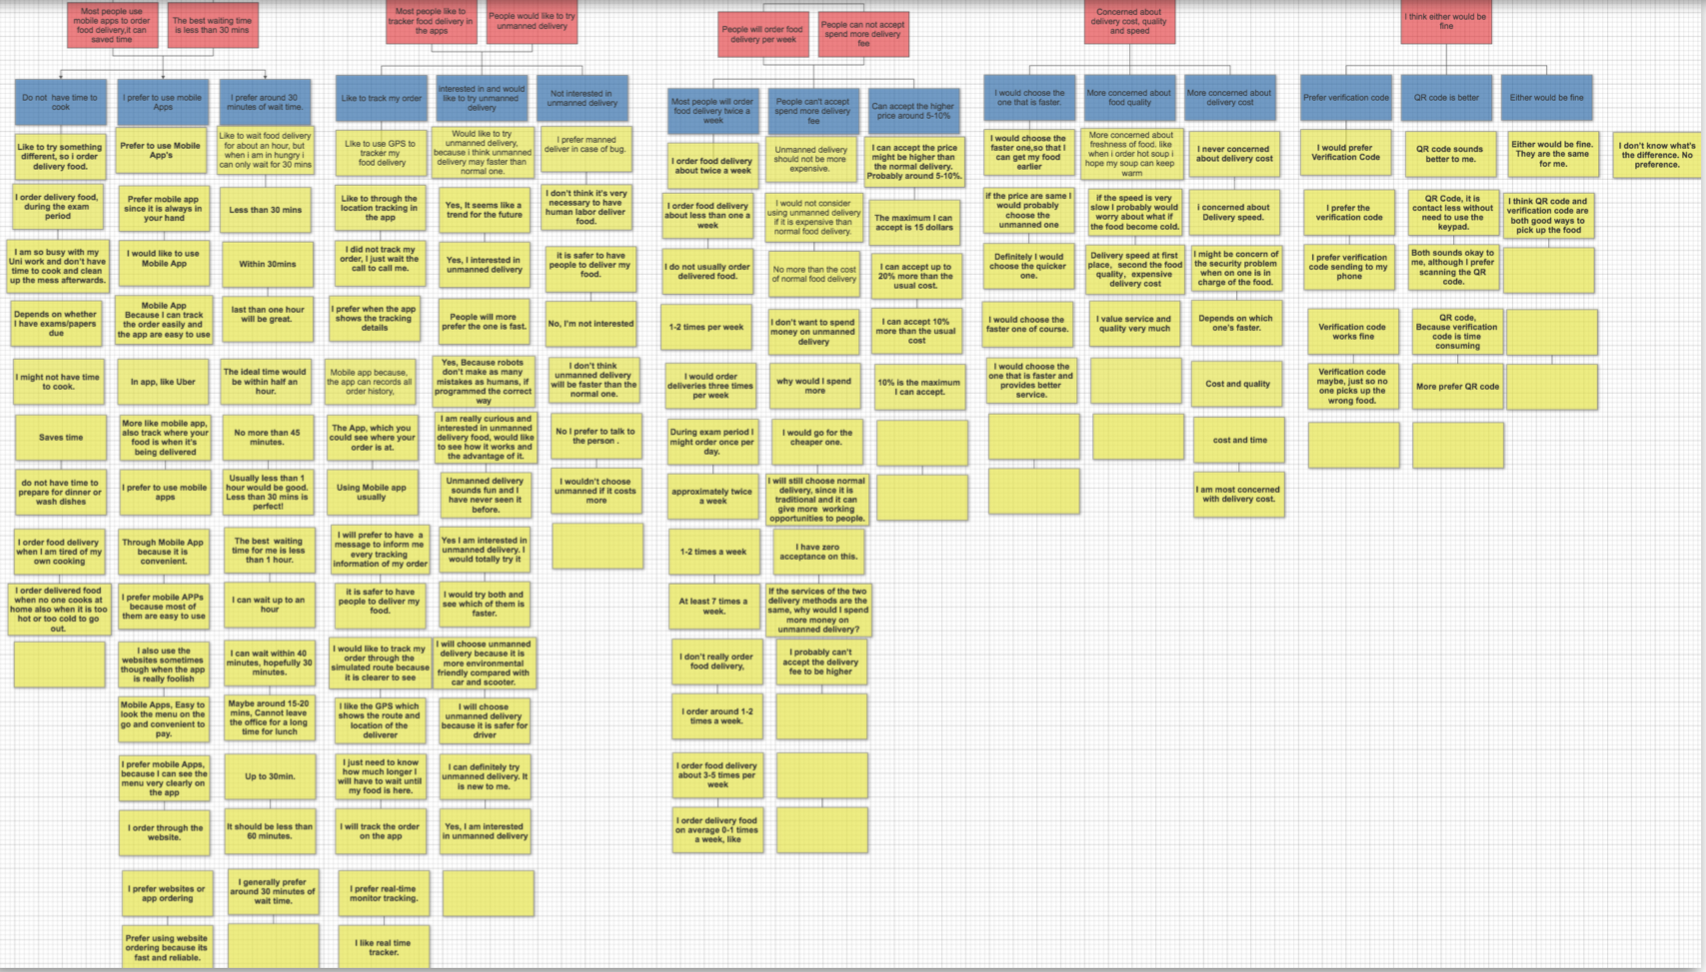 Most people use
mobile apps to order
food delivery,it can
saved time
The best waiting time
is less than 30 mins
Most people like to
tracker food delivery in
the apps
People would like to try
unmanned delivery
People will order food
delivery per week
People can not accept
spend more delivery
fee
Concerned about
delivery cost, quality
and speed
I think either would be
fine
Do not have time to
cook
I prefer to use mobile
Apps
I prefer around 30
minutes of wait time.
Like to track my order
interested in and would
like to try unmanned
delivery
Not interested in
unmanned delivery
Most people will order
food delivery twice a
week
People can't accept
spend more delivery
fee
Can accept the higher
price around 5-10%
I would choose the
one that is faster.
More concerned about
food quality
More concerned about
delivery cost
Prefer verification code
QR code is better
Either would be fine
Like to try something
different, so i order
delivery food.
I order delivery food,
during the exam
period
I am so busy with my
Uni work and don't have
time to cook and clean
up the mess afterwards.
Depends on whether
I have exams/papers
due
I might not have time
to cook.
Saves time
do not have time to
prepare for dinner or
wash dishes
I order food delivery
when I am tired of my
own cooking
I order delivered food
when no one cooks at
home also when it is too
hot or too cold to go
out.
Prefer to use Mobile
App's
Prefer mobile app
since it is always in
your hand
I would like to use
Mobile App
Mobile App
Because I can track
the order easily and
the app are easy to use
In app, like Uber
More like mobile app,
also track where your
food is when it's
being delivered
I prefer to use mobile
apps
Through Mobile App
because it is
convenient.
I prefer mobile APPs
because most of
them are easy to use
I also use the
websites sometimes
though when the app
is really foolish
Mobile Apps, Easy to
look the menu on the
go and convenient to
pay.
I prefer mobile Apps,
because I can see the
menu very clearly on
the app
I order through the
website.
I prefer websites or
app ordering
Prefer using website
ordering because its
fast and reliable.
Like to wait food delivery
for about an hour, but
when i am in hungry i
can only wait for 30 mins
Less than 30 mins
Within 30mins
last than one hour
will be great.
The ideal time would
be within half an
hour.
No more than 45
minutes.
Usually less than 1
hour would be good.
Less than 30 mins is
perfect!
The best waiting
time for me is less
than 1 hour.
I can wait up to an
hour
I can wait within 40
minutes, hopefully 30
minutes.
Maybe around 15-20
mins, Cannot leave
the office for a long
time for lunch
Up to 30min.
It should be less than
60 minutes.
I generally prefer
around 30 minutes of
wait time.
Like to use GPS to
tracker my
food delivery
Like to through the
location tracking in
the app
I did not track my
order, I just wait the
call to call me.
I prefer when the app
shows the tracking
details
Mobile app because,
the app can records all
order history,
The App, which you
could see where your
order is at.
Using Mobile app
usually
I will prefer to have a
message to inform me
every tracking
information of my order
it is safer to have
people to deliver my
food.
I would like to track my
order through the
simulated route because
it is clearer to see
I like the GPS which
shows the route and
location of the
deliverer
I just need to know
how much longer I
will have to wait until
my food is here.
I will track the order
on the app
I prefer real-time
monitor tracking.
I like real time
tracker.
Would like to try
unmanned delivery,
because i think unmanned
delivery may faster than
normal one.
Yes, It seems like a
trend for the future
Yes, I interested in
unmanned delivery
People will more
prefer the one is fast.
Yes, Because robots
don't make as many
mistakes as humans, if
programmed the correct
way
I am really curious and
interested in unmanned
delivery food, would like
to see how it works and
the advantage of it.
Unmanned delivery
sounds fun and I
have never seen it
before.
Yes I am interested in
unmanned delivery. I
would totally try it
I would try both and
see which of them is
faster.
I will choose unmanned
delivery because it is
more environmental
friendly compared with
car and scooter.
I will choose
unmanned delivery
because it is safer for
driver
I can definitely try
unmanned delivery. It
is new to me.
Yes, I am interested
in unmanned delivery
I prefer manned
deliver in case of bug.
I don't think it's very
necessary to have
human labor deliver
food.
it is safer to have
people to deliver my
food.
No, I'm not interested
I don't think
unmanned delivery
will be faster than the
normal one.
No I prefer to talk to
the person .
I wouldn't choose
unmanned if it costs
more
I order food delivery
about twice a week
I order food delivery
about less than one a
week
I do not usually order
delivered food.
1-2 times per week
I would order
deliveries three times
per week
During exam period I
might order once per
day.
approximately twice
a week
1-2 times a week
At least 7 times a
week.
I don't really order
food delivery,
I order around 1-2
times a week.
I order food delivery
about 3-5 times per
week
I order delivery food
on average 0-1 times
a week, like
Unmanned delivery
should not be more
expensive.
I would not consider
using unmanned delivery
if it is expensive than
normal food delivery.
No more than the cost
of normal food delivery
I don't want to spend
money on unmanned
delivery
why would I spend
more
I would go for the
cheaper one.
I will still choose normal
delivery, since it is
traditional and it can
give more working
opportunities to people.
I have zero
acceptance on this.
If the services of the two
delivery methods are the
same, why would I spend
more money on
unmanned delivery?
I probably can't
accept the delivery
fee to be higher
I can accept the price
might be higher than
the normal delivery.
Probably around 5-10%.
The maximum I can
accept is 15 dollars
I can accept up to
20% more than the
usual cost.
I can accept 10%
more than the usual
cost
10% is the maximum
I can accept.
I would choose the
faster one,so that I
can get my food
earlier
if the price are same I
would probably
choose the
unmanned one
Definitely I would
choose the quicker
one.
I would choose the
faster one of course.
I would choose the
one that is faster and
provides better
service.
More concerned about
freshness of food. like
when i order hot soup i
hope my soup can keep
warm
if the speed is very
slow I probably would
worry about what if
the food become cold.
Delivery speed at first
place, second the food
quality, expensive
delivery cost
I value service and
quality very much
I never concerned
about delivery cost
i concerned about
Delivery speed.
I might be concern of
the security problem
when on one is in
charge of the food.
Depends on which
one's faster.
Cost and quality
cost and time
I am most concerned
with delivery cost.
I would prefer
Verification Code
I prefer the
verification code
I prefer verification
code sending to my
phone
Verification code
works fine
Verification code
maybe, just so no
one picks up the
wrong food.
QR code sounds
better to me.
QR Code, it is
contact less without
need to use the
keypad.
Both sounds okay to
me, although I prefer
scanning the QR
code.
QR code,
Because verification
code is time
consuming
More prefer QR code
Either would be fine.
They are the same
for me.
I think QR code and
verification code are
both good ways to
pick up the food
I don't know what's
the difference. No
preference.